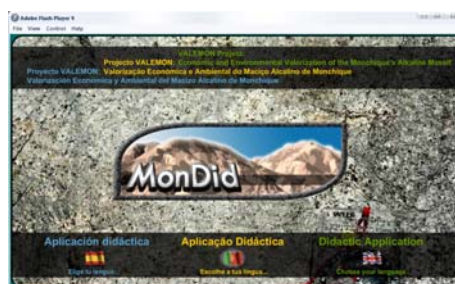 Adobe Flash Player 9
File View Control Help
VALEMON Project:
Economic and Environmental Valorization of the Monchique's Alkaline Massif
Projecto VALEMON: Valorização Económica e Ambiental do Maciço Alcalino de Monchique
Proyecto VALEMON:
Valorización Económica y Ambiental del Macizo Alcalino de Monchique
MonDid
Aplicación didáctica
Aplicação Didáctica
Didactic Application
Elige tu lengua...
Escolhe a tua língua...
Choose your language...